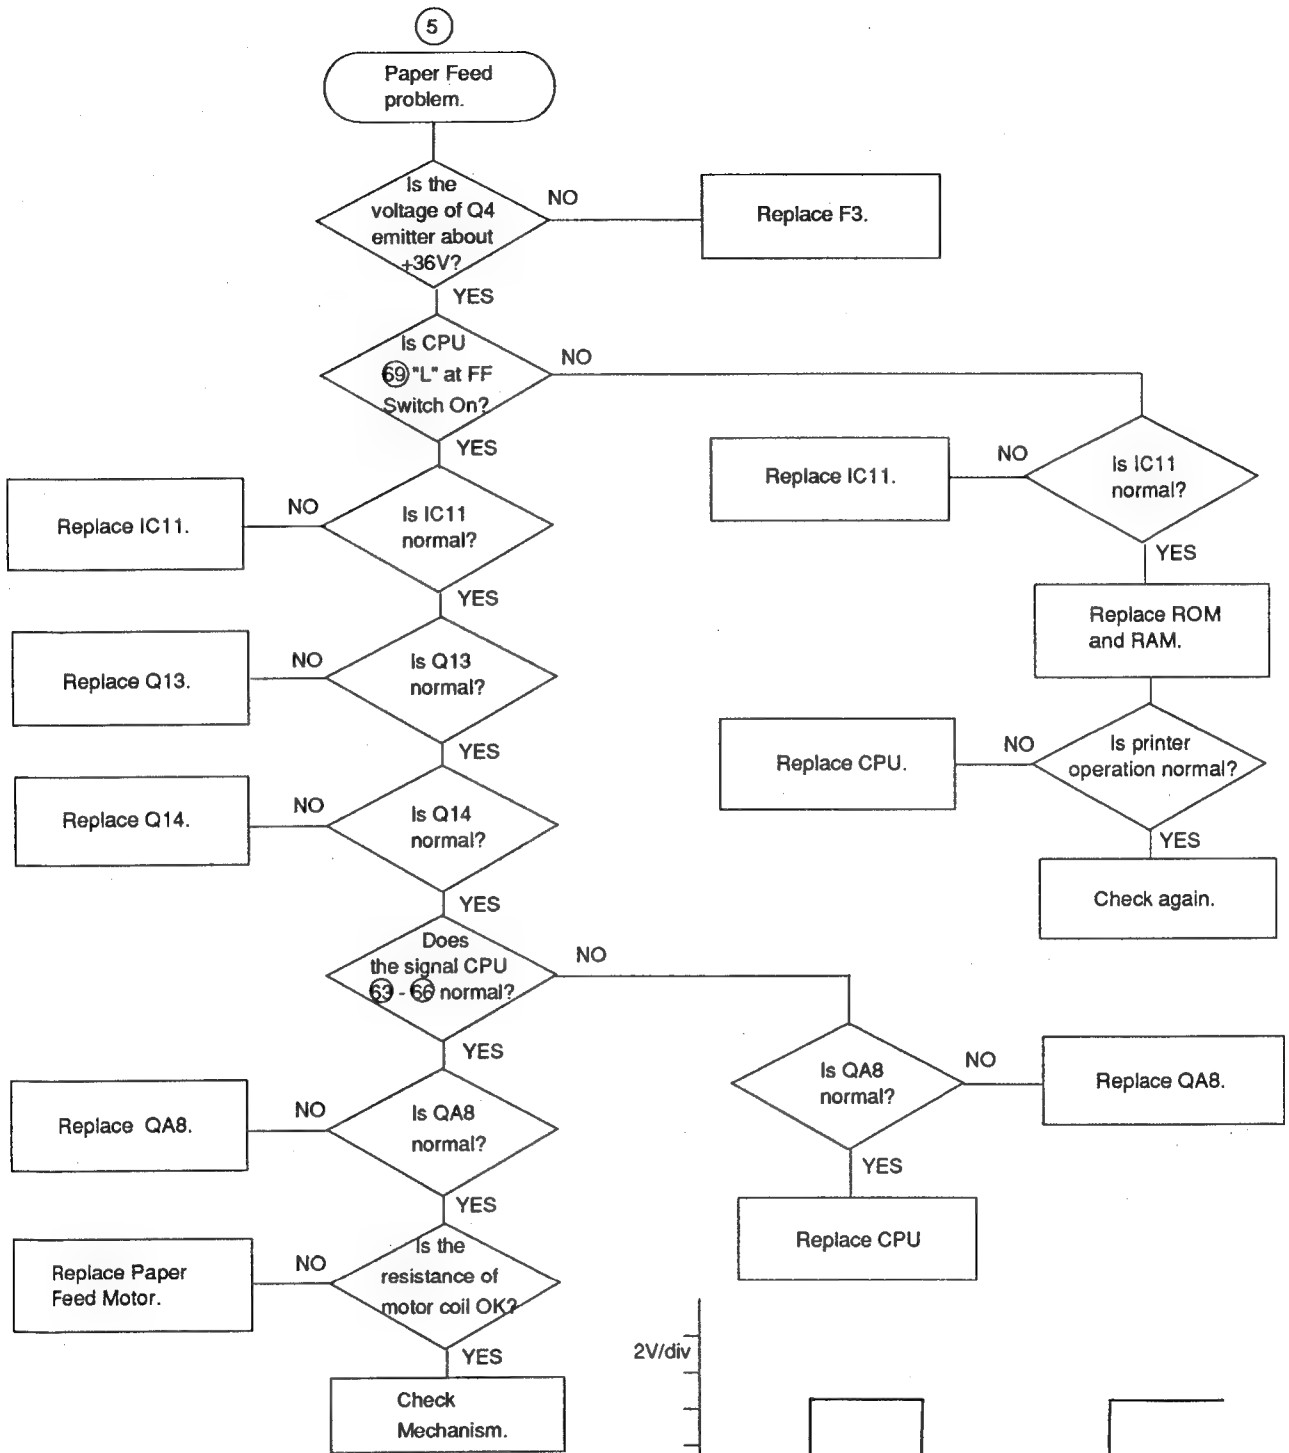 5
Paper Feed
problem.
Is the
voltage of Q4
emitter about
+36V?
NO
Replace F3.
YES
Is CPU
69 "L" at FF
Switch On?
NO
YES
Is IC11
normal?
NO
Replace IC11.
YES
Replace ROM
and RAM.
Is printer
operation normal?
NO
Replace CPU.
YES
Check again.
Is IC11
normal?
NO
Replace IC11.
YES
Is Q13
normal?
NO
Replace Q13.
YES
Is Q14
normal?
NO
Replace Q14.
YES
Does
the signal CPU
63 - 66 normal?
NO
Is QA8
normal?
NO
Replace QA8.
YES
Replace CPU
YES
Is QA8
normal?
NO
Replace QA8.
YES
Is the
resistance of
motor coil OK?
NO
Replace Paper
Feed Motor.
YES
Check
Mechanism.
2V/div